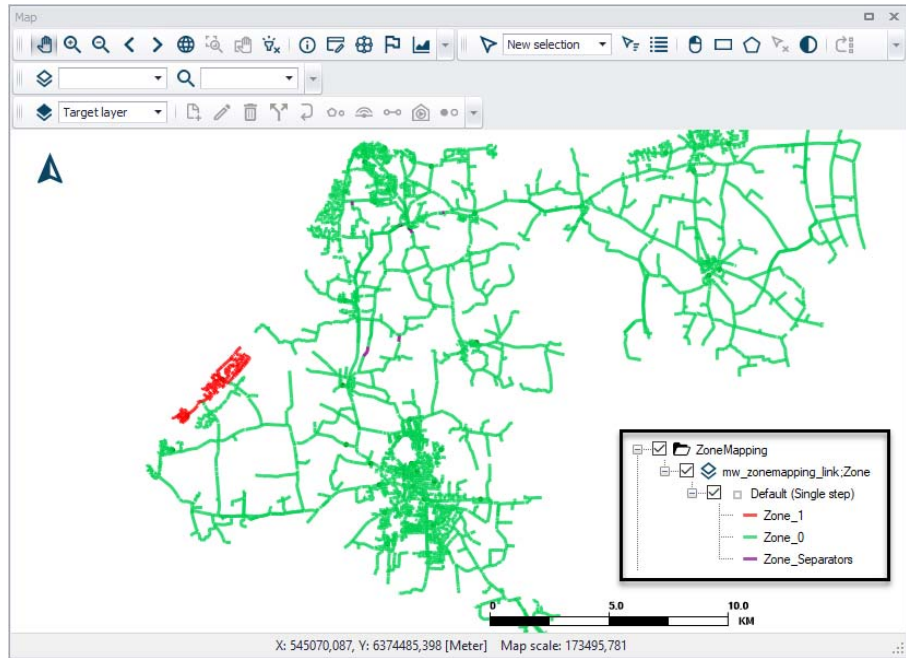 Map
New selection
Target layer
ZoneMapping
mw_zonemapping_link;Zone
Default (Single step)
Zone_1
Zone_0
Zone_Separators
0 5.0 10.0
KM
X: 545070,087, Y: 6374485,398 [Meter] Map scale: 173495,781